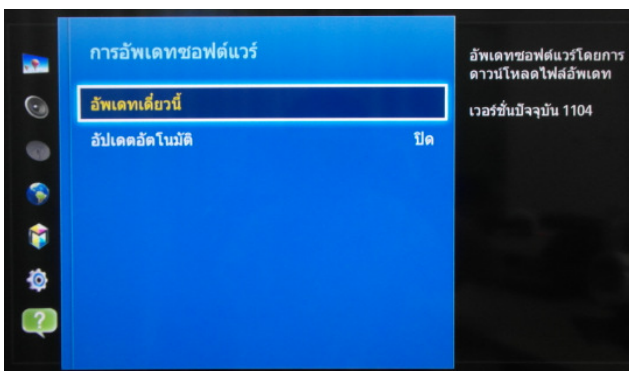 การอัพเดทซอฟต์แวร์
อัพเดทเดี๋ยวนี้
อัปเดตอัตโนมัติ ปิด
อัพเดทซอฟต์แวร์โดยการ
ดาวน์โหลดไฟล์อัพเดท
เวอร์ชั่นปัจจุบัน 1104